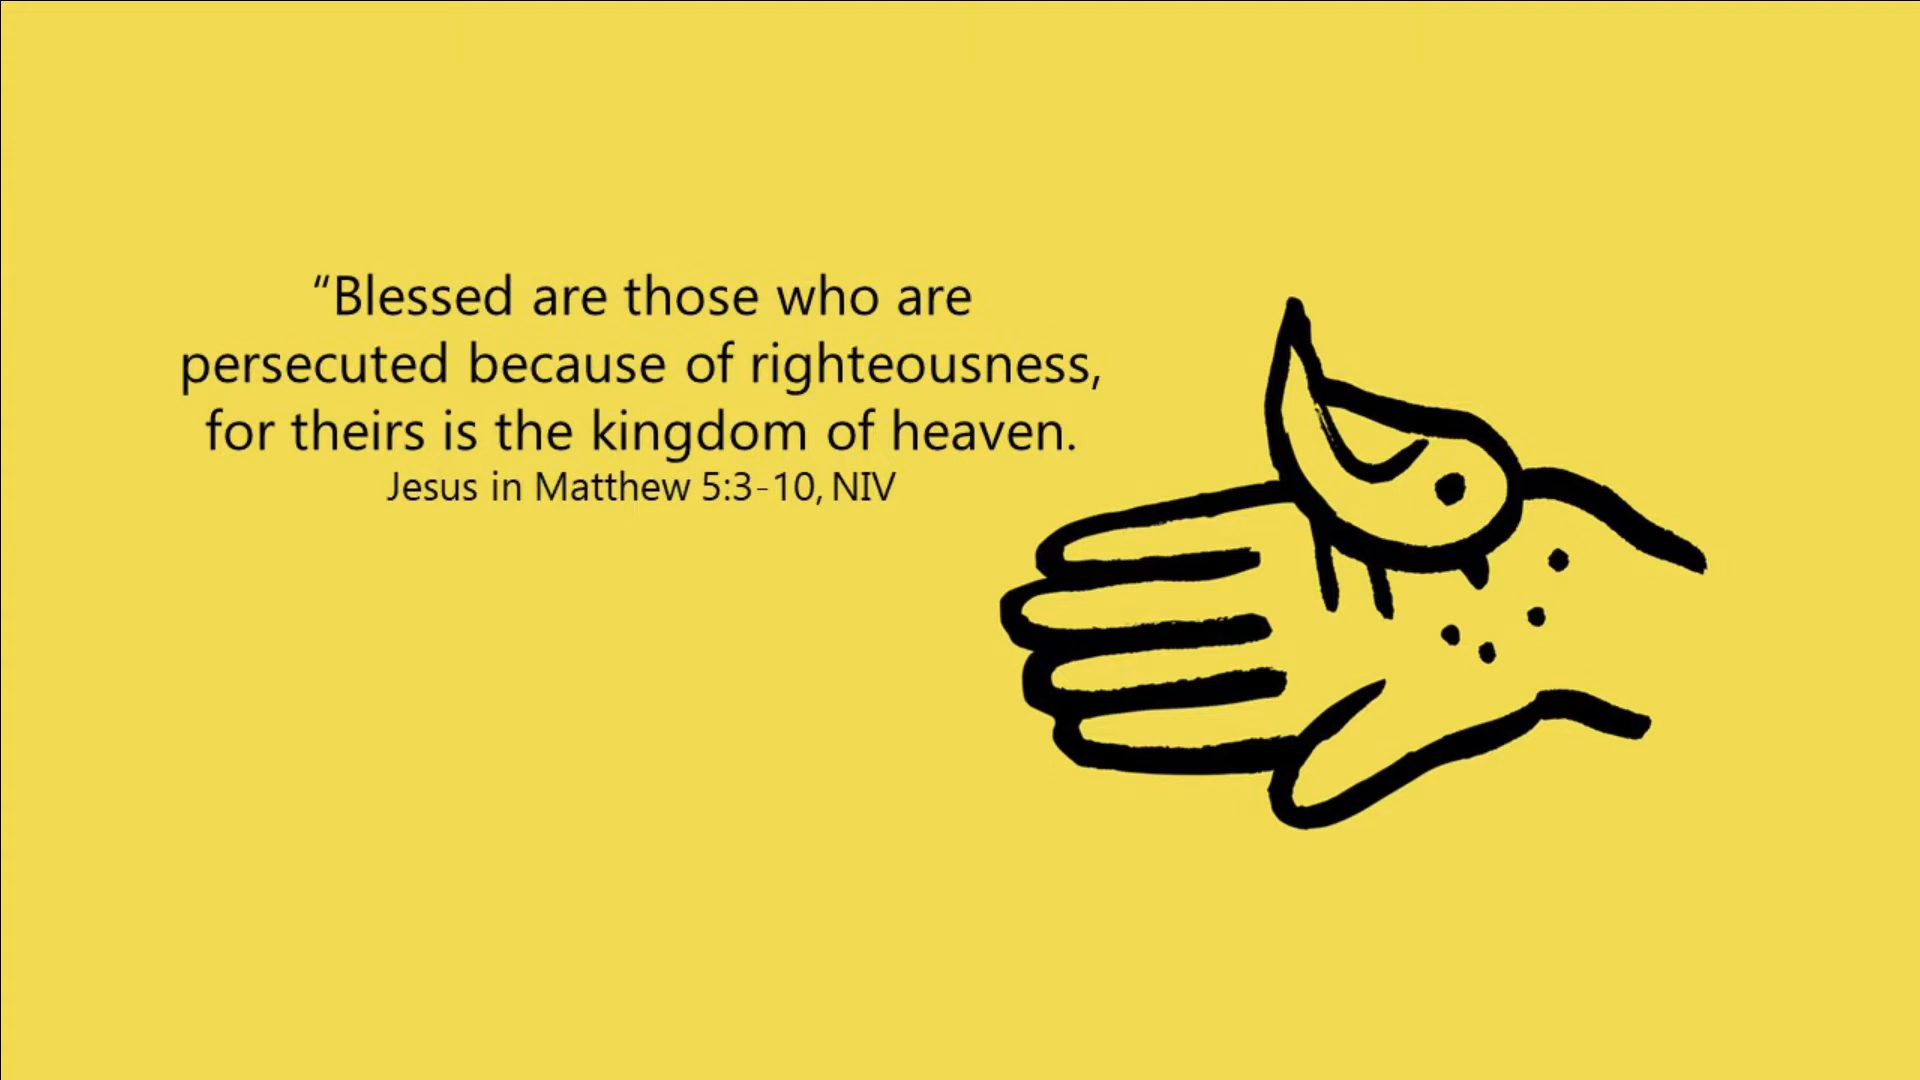 “Blessed are those who are
persecuted because of righteousness,
for theirs is the kingdom of heaven.
Jesus in Matthew 5:3-10, NIV